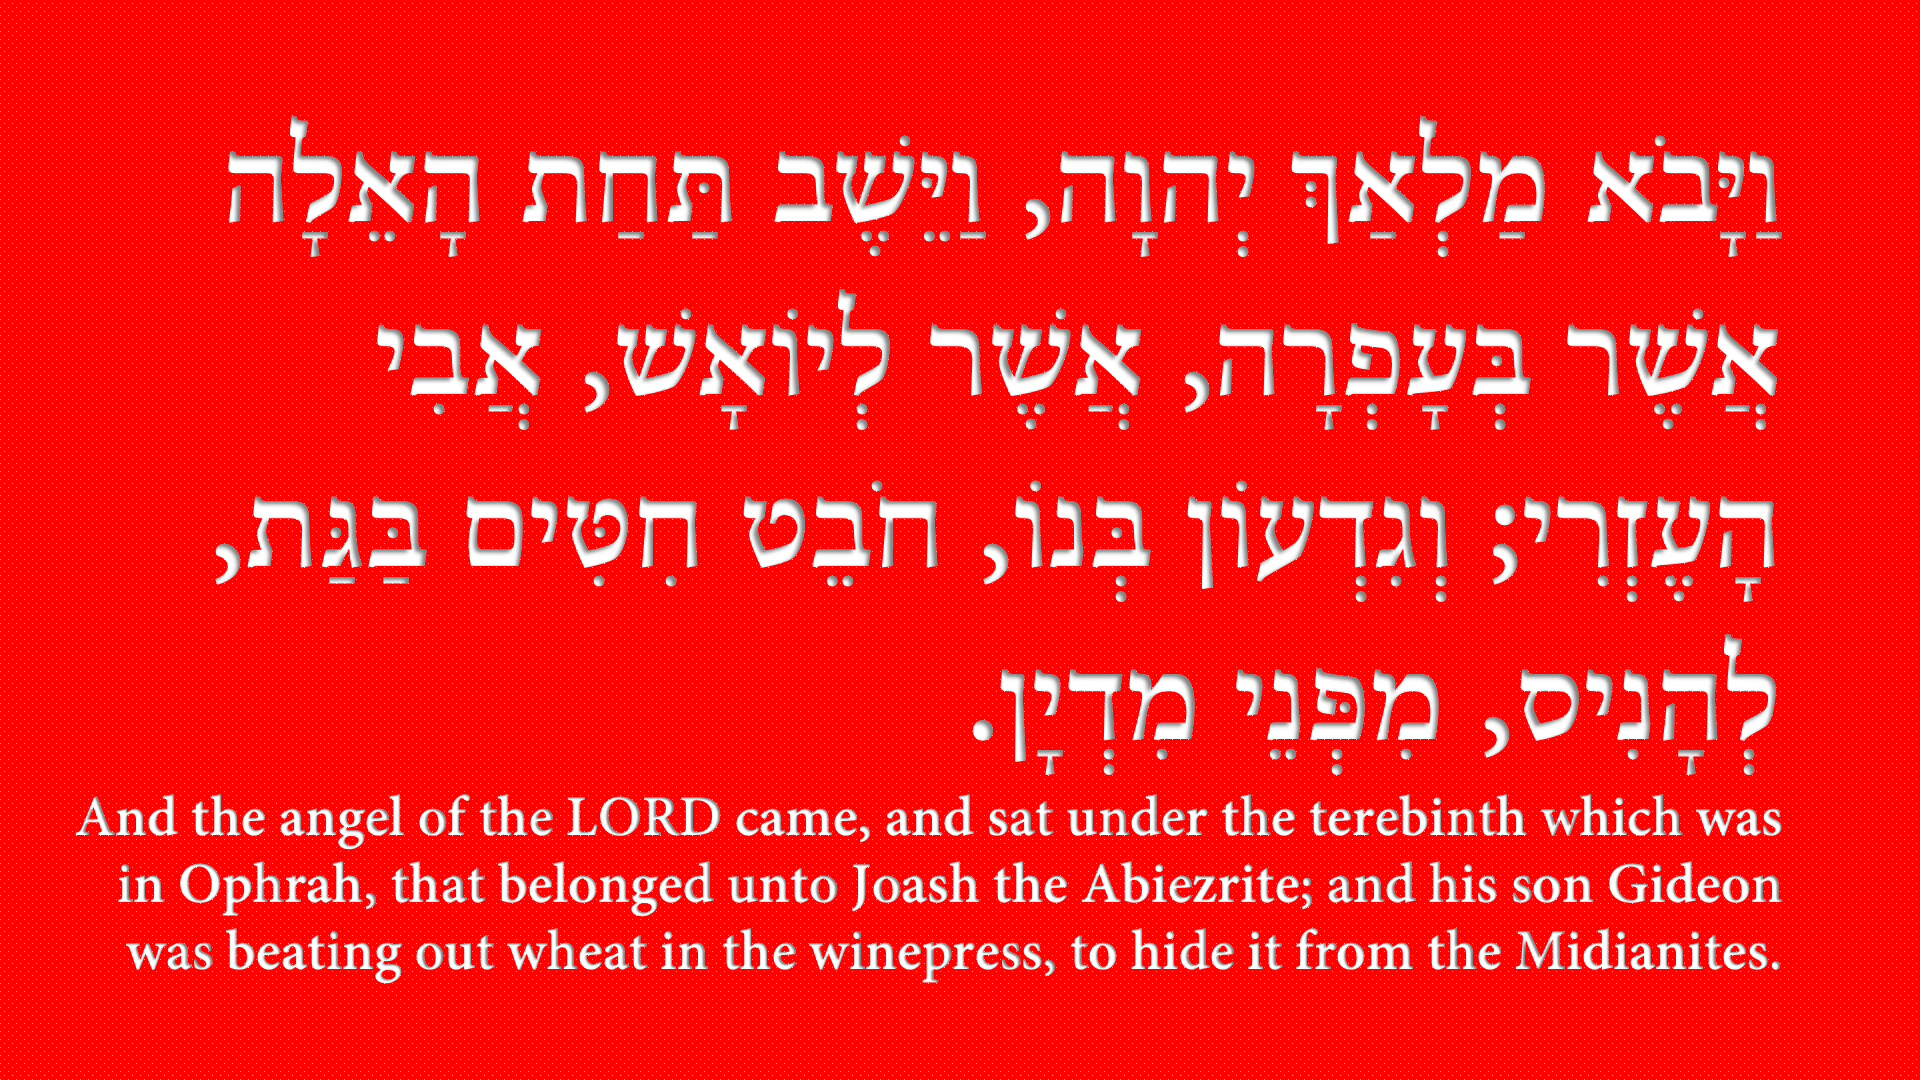 וַיָּבֹא מַלְאַךְ יְהוָה, וַיֵּשֶׁב תַּחַת הָאֵלָה
אֲשֶׁר בְּעָפְרָה, אֲשֶׁר לְיוֹאָשׁ, אֲבִי
הָעֶזְרִי; וְגִדְעוֹן בְּנוֹ, חֹבֵט חִטִּים בַּגַּת,
לְהָנִיס, מִפְּנֵי מִדְיָן.
And the angel of the LORD came, and sat under the terebinth which was
in Ophrah, that belonged unto Joash the Abiezrite; and his son Gideon
was beating out wheat in the winepress, to hide it from the Midianites.